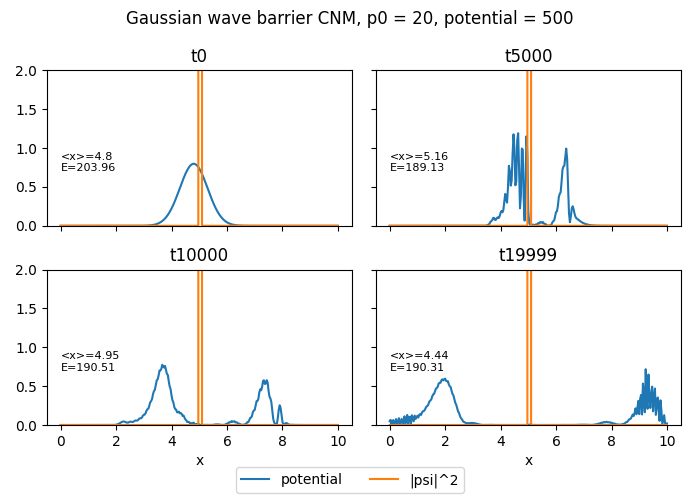 Gaussian wave barrier CNM, p0 = 20, potential = 500
t0
t5000
2.0
1.5
1.0
0.5
0.0
<x>=4.8
E=203.96
<x>=5.16
E=189.13
t10000
t19999
2.0
1.5
1.0
0.5
0.0
<x>=4.95
E=190.51
<x>=4.44
E=190.31
0 2 4 6 8 10
0 2 4 6 8 10
x
x
potential
|psi|^2